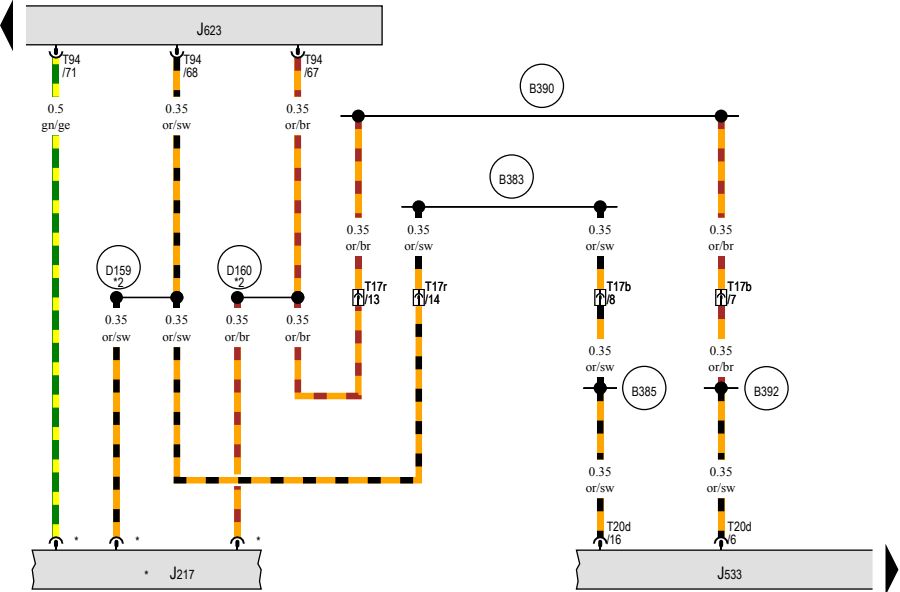 J623
T94
/71
T94
/68
T94
/67
0.5
gn/ge
0.35
or/sw
0.35
or/br
B390
B383
0.35
or/br
0.35
or/sw
0.35
or/sw
0.35
or/br
D159
*2
D160
*2
T17r
/13
T17r
/14
T17b
/8
T17b
/7
0.35
or/sw
0.35
or/sw
0.35
or/br
0.35
or/br
0.35
or/sw
0.35
or/br
B385
B392
0.35
or/sw
0.35
or/sw
T20d
/16
T20d
/6
*
*
*
* J217
J533